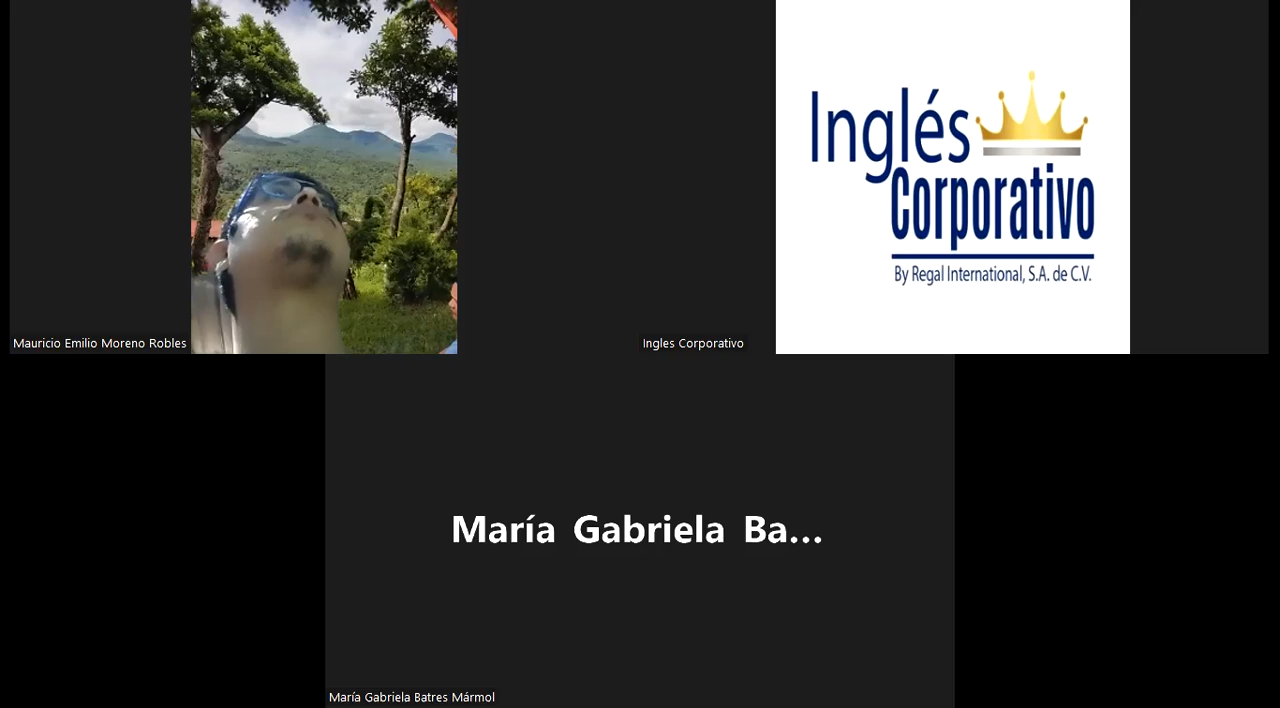 Inglés
Corporativo
By Regal International, S.A. de C.V.
Mauricio Emilio Moreno Robles
Ingles Corporativo
María Gabriela Ba...
María Gabriela Batres Mármol